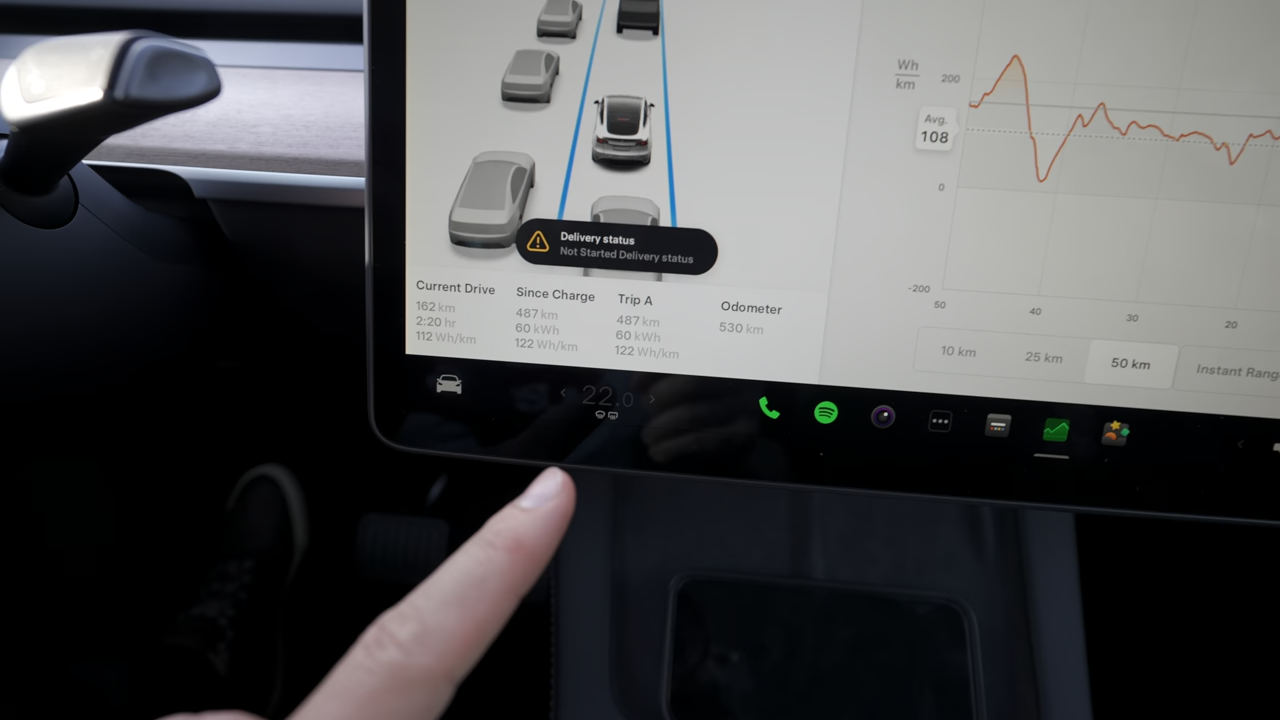 Wh
km
200
Avg.
108
0
-200
50
40
30
20
10 km
25 km
50 km
Instant Rang
Delivery status
Not Started Delivery status
Current Drive
162 km
2:20 hr
112 Wh/km
Since Charge
487 km
60 kWh
122 Wh/km
Trip A
487 km
60 kWh
122 Wh/km
Odometer
530 km
22.0